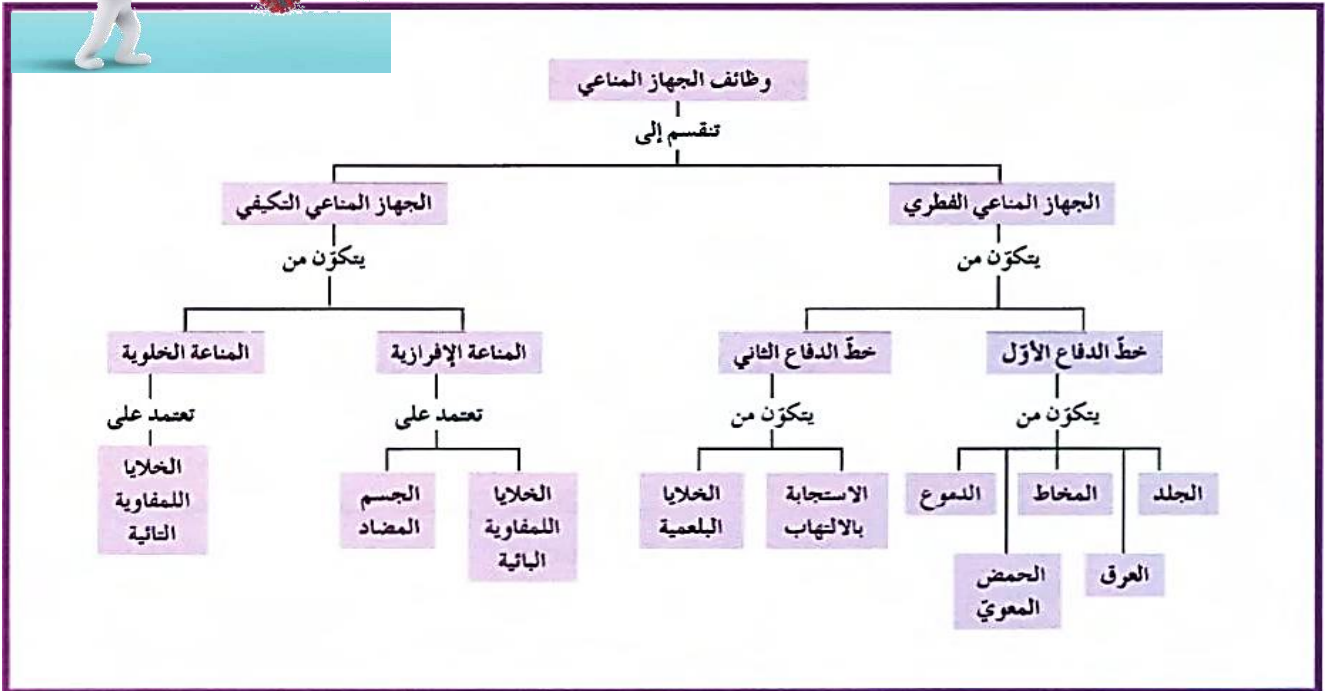 وظائف الجهاز المناعي
تنقسم إلى
الجهاز المناعي الفطري
الجهاز المناعي التكيفي
يتكوّن من
يتكوّن من
خطّ الدفاع الأوّل
خطّ الدفاع الثاني
المناعة الإفرازية
المناعة الخلوية
يتكوّن من
يتكوّن من
تعتمد على
تعتمد على
الجلد
المخاط
الدموع
العرق
الحمض
المعويّ
الاستجابة
بالالتهاب
الخلايا
البلعمية
الخلايا
اللمفاوية
البائية
الجسم
المضاد
الخلايا
اللمفاوية
التائية